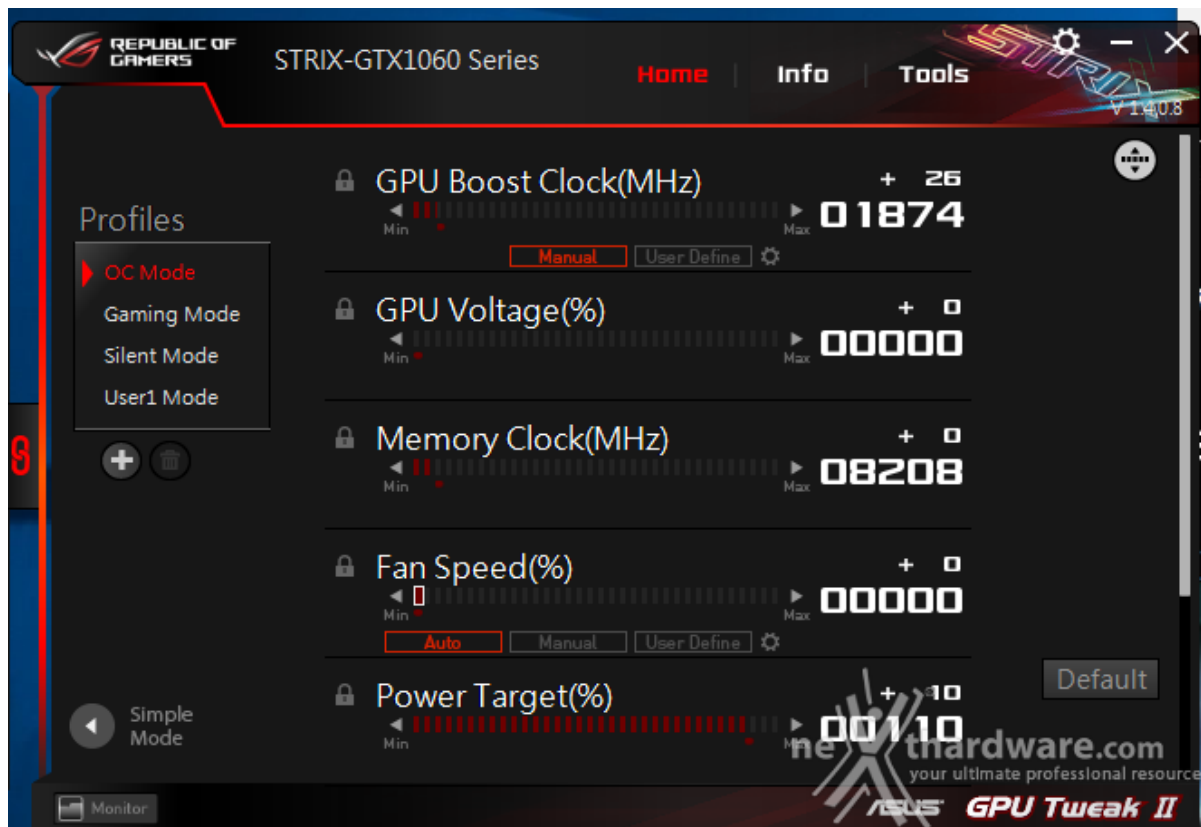 REPUBLIC OF
GAMERS
STRIX-GTX1060 Series
Home
Info
Tools
STRIX
V 1.4.0.8
Profiles
OC Mode
Gaming Mode
Silent Mode
User1 Mode
GPU Boost Clock(MHz)
+ 26
01874
Min
Max
Manual
User Define
GPU Voltage(%)
+ 0
00000
Min
Max
Memory Clock(MHz)
+ 0
08208
Min
Max
Fan Speed(%)
+ 0
00000
Min
Max
Auto
Manual
User Define
Power Target(%)
+ 10
00110
Min
Default
Simple
Mode
Monitor
nexthardware.com
your ultimate professional resource
ASUS GPU Tweak II